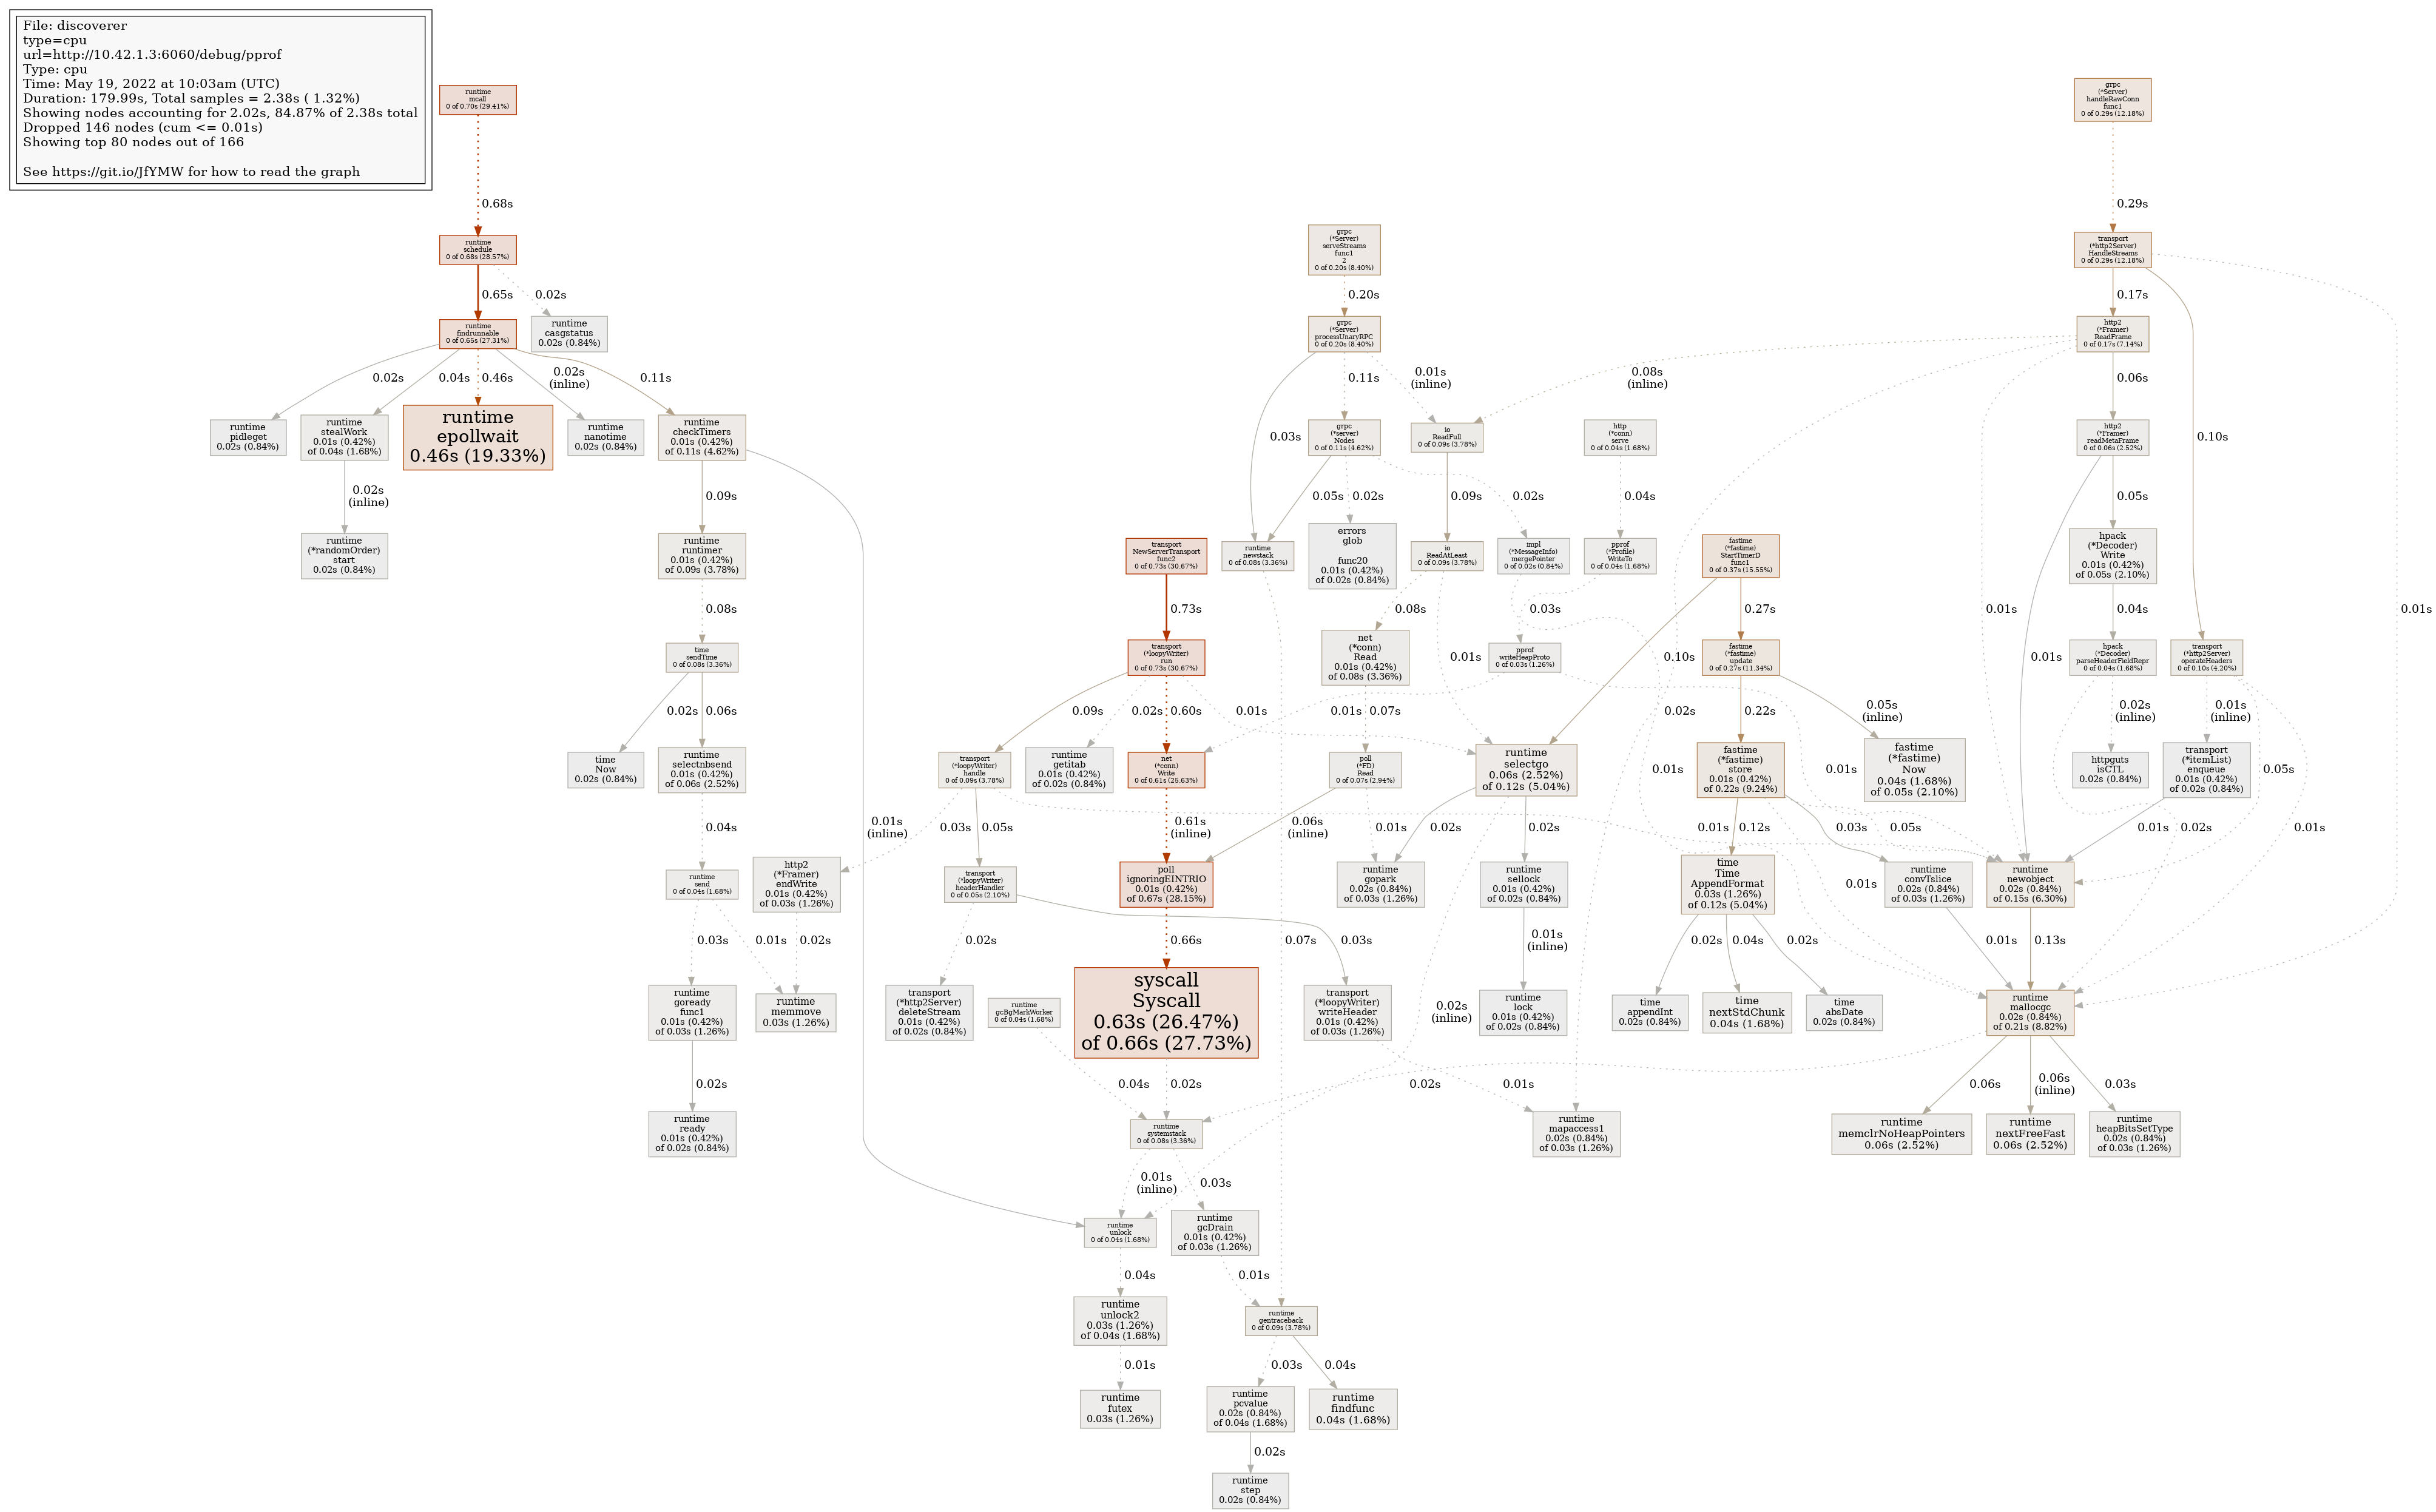 File: discoverer
type=cpu
url=http://10.42.1.3:6060/debug/pprof
Type: cpu
Time: May 19, 2022 at 10:03am (UTC)
Duration: 179.99s, Total samples = 2.38s ( 1.32%)
Showing nodes accounting for 2.02s, 84.87% of 2.38s total
Dropped 146 nodes (cum <= 0.01s)
Showing top 80 nodes out of 166
See https://git.io/JfYMW for how to read the graph
runtime
mcall
0 of 0.70s (29.41%)
grpc
(*Server)
handleRawConn
func1
0 of 0.29s (12.18%)
0.68s
0.29s
runtime
schedule
0 of 0.68s (28.57%)
grpc
(*Server)
serveStreams
func1
2
0 of 0.20s (8.40%)
transport
(*http2Server)
HandleStreams
0 of 0.29s (12.18%)
0.65s
0.02s
0.20s
0.17s
runtime
findrunnable
0 of 0.65s (27.31%)
runtime
casgstatus
0.02s (0.84%)
grpc
(*Server)
processUnaryRPC
0 of 0.20s (8.40%)
http2
(*Framer)
ReadFrame
0 of 0.17s (7.14%)
0.02s
0.04s
0.46s
0.02s
(inline)
0.11s
0.11s
0.01s
(inline)
0.08s
(inline)
0.06s
runtime
pidleget
0.02s (0.84%)
runtime
stealWork
0.01s (0.42%)
of 0.04s (1.68%)
runtime
epollwait
0.46s (19.33%)
runtime
nanotime
0.02s (0.84%)
runtime
checkTimers
0.01s (0.42%)
of 0.11s (4.62%)
0.03s
grpc
(*server)
Nodes
0 of 0.11s (4.62%)
io
ReadFull
0 of 0.09s (3.78%)
http
(*conn)
serve
0 of 0.04s (1.68%)
http2
(*Framer)
readMetaFrame
0 of 0.06s (2.52%)
0.10s
0.02s
(inline)
0.09s
0.05s
0.02s
0.09s
0.02s
0.04s
0.05s
runtime
(*randomOrder)
start
0.02s (0.84%)
runtime
runtimer
0.01s (0.42%)
of 0.09s (3.78%)
transport
NewServerTransport
func2
0 of 0.73s (30.67%)
runtime
newstack
0 of 0.08s (3.36%)
errors
glob
func20
0.01s (0.42%)
of 0.02s (0.84%)
io
ReadAtLeast
0 of 0.09s (3.78%)
impl
(*MessageInfo)
mergePointer
0 of 0.02s (0.84%)
pprof
(*Profile)
WriteTo
0 of 0.04s (1.68%)
fastime
(*fastime)
StartTimerD
func1
0 of 0.37s (15.55%)
hpack
(*Decoder)
Write
0.01s (0.42%)
of 0.05s (2.10%)
0.08s
0.73s
0.08s
0.03s
0.27s
0.01s
0.04s
0.01s
time
sendTime
0 of 0.08s (3.36%)
transport
(*loopyWriter)
run
0 of 0.73s (30.67%)
net
(*conn)
Read
0.01s (0.42%)
of 0.08s (3.36%)
0.01s
pprof
writeHeapProto
0 of 0.03s (1.26%)
0.10s
fastime
(*fastime)
update
0 of 0.27s (11.34%)
0.01s
hpack
(*Decoder)
parseHeaderFieldRepr
0 of 0.04s (1.68%)
transport
(*http2Server)
operateHeaders
0 of 0.10s (4.20%)
0.02s
0.06s
0.09s
0.02s
0.60s
0.01s
0.01s
0.07s
0.02s
0.22s
0.05s
(inline)
0.02s
(inline)
0.01s
(inline)
time
Now
0.02s (0.84%)
runtime
selectnbsend
0.01s (0.42%)
of 0.06s (2.52%)
transport
(*loopyWriter)
handle
0 of 0.09s (3.78%)
runtime
getitab
0.01s (0.42%)
of 0.02s (0.84%)
net
(*conn)
Write
0 of 0.61s (25.63%)
poll
(*FD)
Read
0 of 0.07s (2.94%)
runtime
selectgo
0.06s (2.52%)
of 0.12s (5.04%)
0.01s
fastime
(*fastime)
store
0.01s (0.42%)
of 0.22s (9.24%)
0.01s
fastime
(*fastime)
Now
0.04s (1.68%)
of 0.05s (2.10%)
httpguts
isCTL
0.02s (0.84%)
transport
(*itemList)
enqueue
0.01s (0.42%)
of 0.02s (0.84%)
0.05s
0.04s
0.01s
(inline)
0.03s
0.05s
0.61s
(inline)
0.06s
(inline)
0.01s
0.02s
0.02s
0.01s
0.12s
0.03s
0.05s
0.01s
0.02s
0.01s
runtime
send
0 of 0.04s (1.68%)
http2
(*Framer)
endWrite
0.01s (0.42%)
of 0.03s (1.26%)
transport
(*loopyWriter)
headerHandler
0 of 0.05s (2.10%)
poll
ignoringEINTRIO
0.01s (0.42%)
of 0.67s (28.15%)
runtime
gopark
0.02s (0.84%)
of 0.03s (1.26%)
runtime
sellock
0.01s (0.42%)
of 0.02s (0.84%)
time
Time
AppendFormat
0.03s (1.26%)
of 0.12s (5.04%)
0.01s
runtime
convTslice
0.02s (0.84%)
of 0.03s (1.26%)
runtime
newobject
0.02s (0.84%)
of 0.15s (6.30%)
0.03s
0.01s
0.02s
0.02s
0.66s
0.07s
0.03s
0.01s
(inline)
0.02s
0.04s
0.02s
0.01s
0.13s
runtime
goready
func1
0.01s (0.42%)
of 0.03s (1.26%)
runtime
memmove
0.03s (1.26%)
transport
(*http2Server)
deleteStream
0.01s (0.42%)
of 0.02s (0.84%)
runtime
gcBgMarkWorker
0 of 0.04s (1.68%)
syscall
Syscall
0.63s (26.47%)
of 0.66s (27.73%)
transport
(*loopyWriter)
writeHeader
0.01s (0.42%)
of 0.03s (1.26%)
0.02s
(inline)
runtime
lock
0.01s (0.42%)
of 0.02s (0.84%)
time
appendInt
0.02s (0.84%)
time
nextStdChunk
0.04s (1.68%)
time
absDate
0.02s (0.84%)
runtime
mallocgc
0.02s (0.84%)
of 0.21s (8.82%)
0.02s
0.04s
0.02s
0.02s
0.01s
0.06s
0.06s
(inline)
0.03s
runtime
ready
0.01s (0.42%)
of 0.02s (0.84%)
runtime
systemstack
0 of 0.08s (3.36%)
runtime
mapaccess1
0.02s (0.84%)
of 0.03s (1.26%)
runtime
memclrNoHeapPointers
0.06s (2.52%)
runtime
nextFreeFast
0.06s (2.52%)
runtime
heapBitsSetType
0.02s (0.84%)
of 0.03s (1.26%)
0.01s
(inline)
0.03s
runtime
unlock
0 of 0.04s (1.68%)
runtime
gcDrain
0.01s (0.42%)
of 0.03s (1.26%)
0.04s
0.01s
runtime
unlock2
0.03s (1.26%)
of 0.04s (1.68%)
runtime
gentraceback
0 of 0.09s (3.78%)
0.01s
0.03s
0.04s
runtime
futex
0.03s (1.26%)
runtime
pcvalue
0.02s (0.84%)
of 0.04s (1.68%)
runtime
findfunc
0.04s (1.68%)
0.02s
runtime
step
0.02s (0.84%)